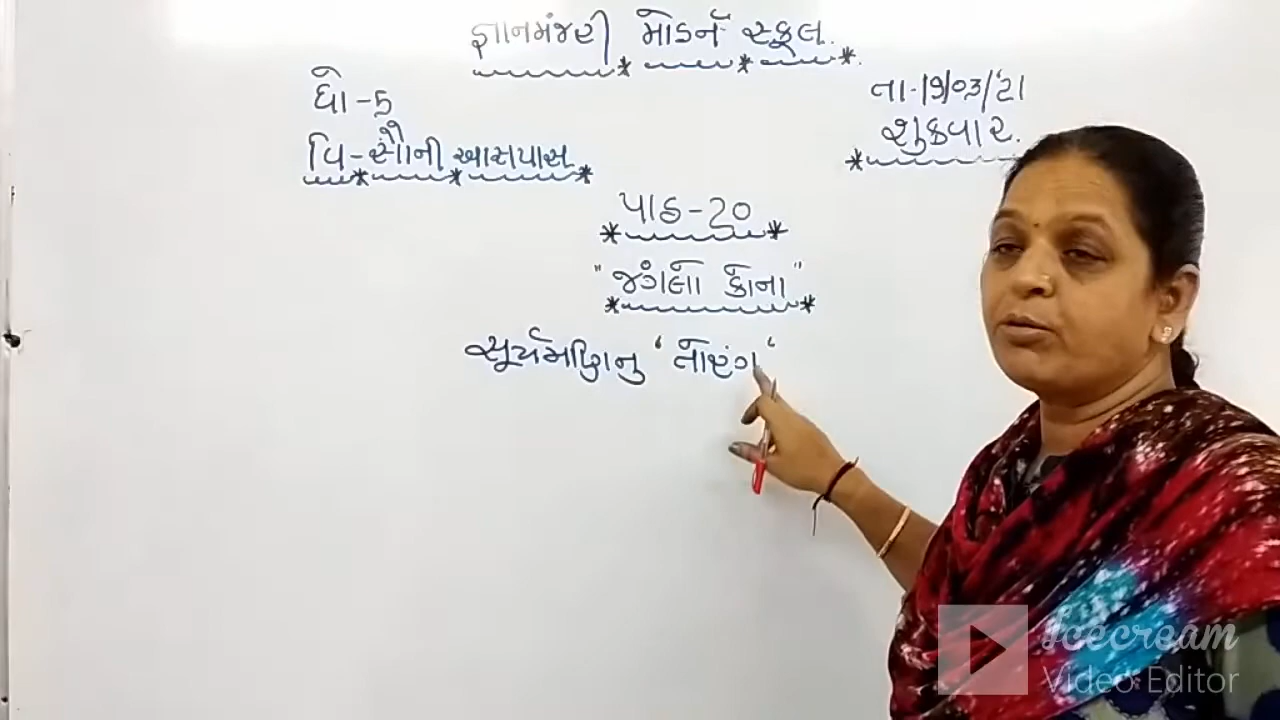 જ્ઞાનમંજરી મોડર્ન સ્કૂલ.
ધો-5
તા-19/03/'21
શુક્રવાર.
વિ-સૌની આસપાસ
પાઠ-20
"જંગલો કોના"
સૂર્યમણિનુ 'તોરંગ'
Icecream
Video Editor